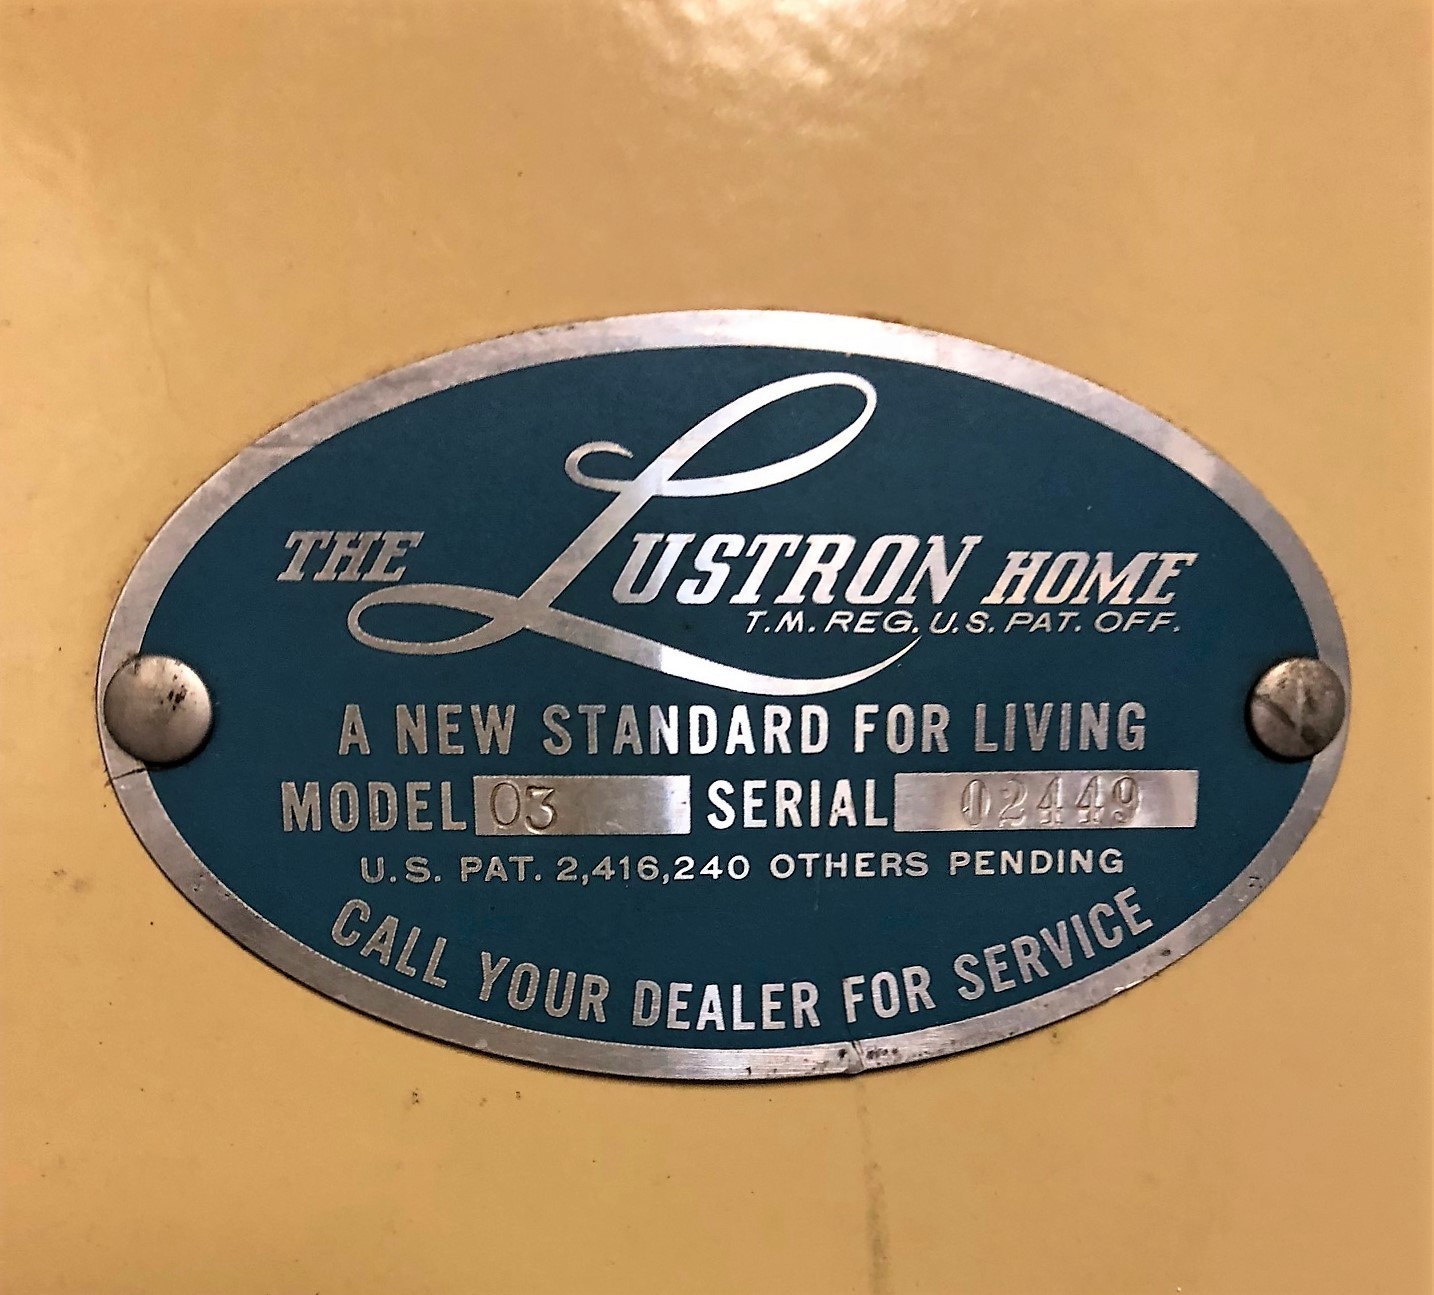 THE LUSTRON HOME
T.M. REG. U.S. PAT. OFF.
A NEW STANDARD FOR LIVING
MODEL 03 SERIAL 02449
U.S. PAT. 2,416,240 OTHERS PENDING
CALL YOUR DEALER FOR SERVICE